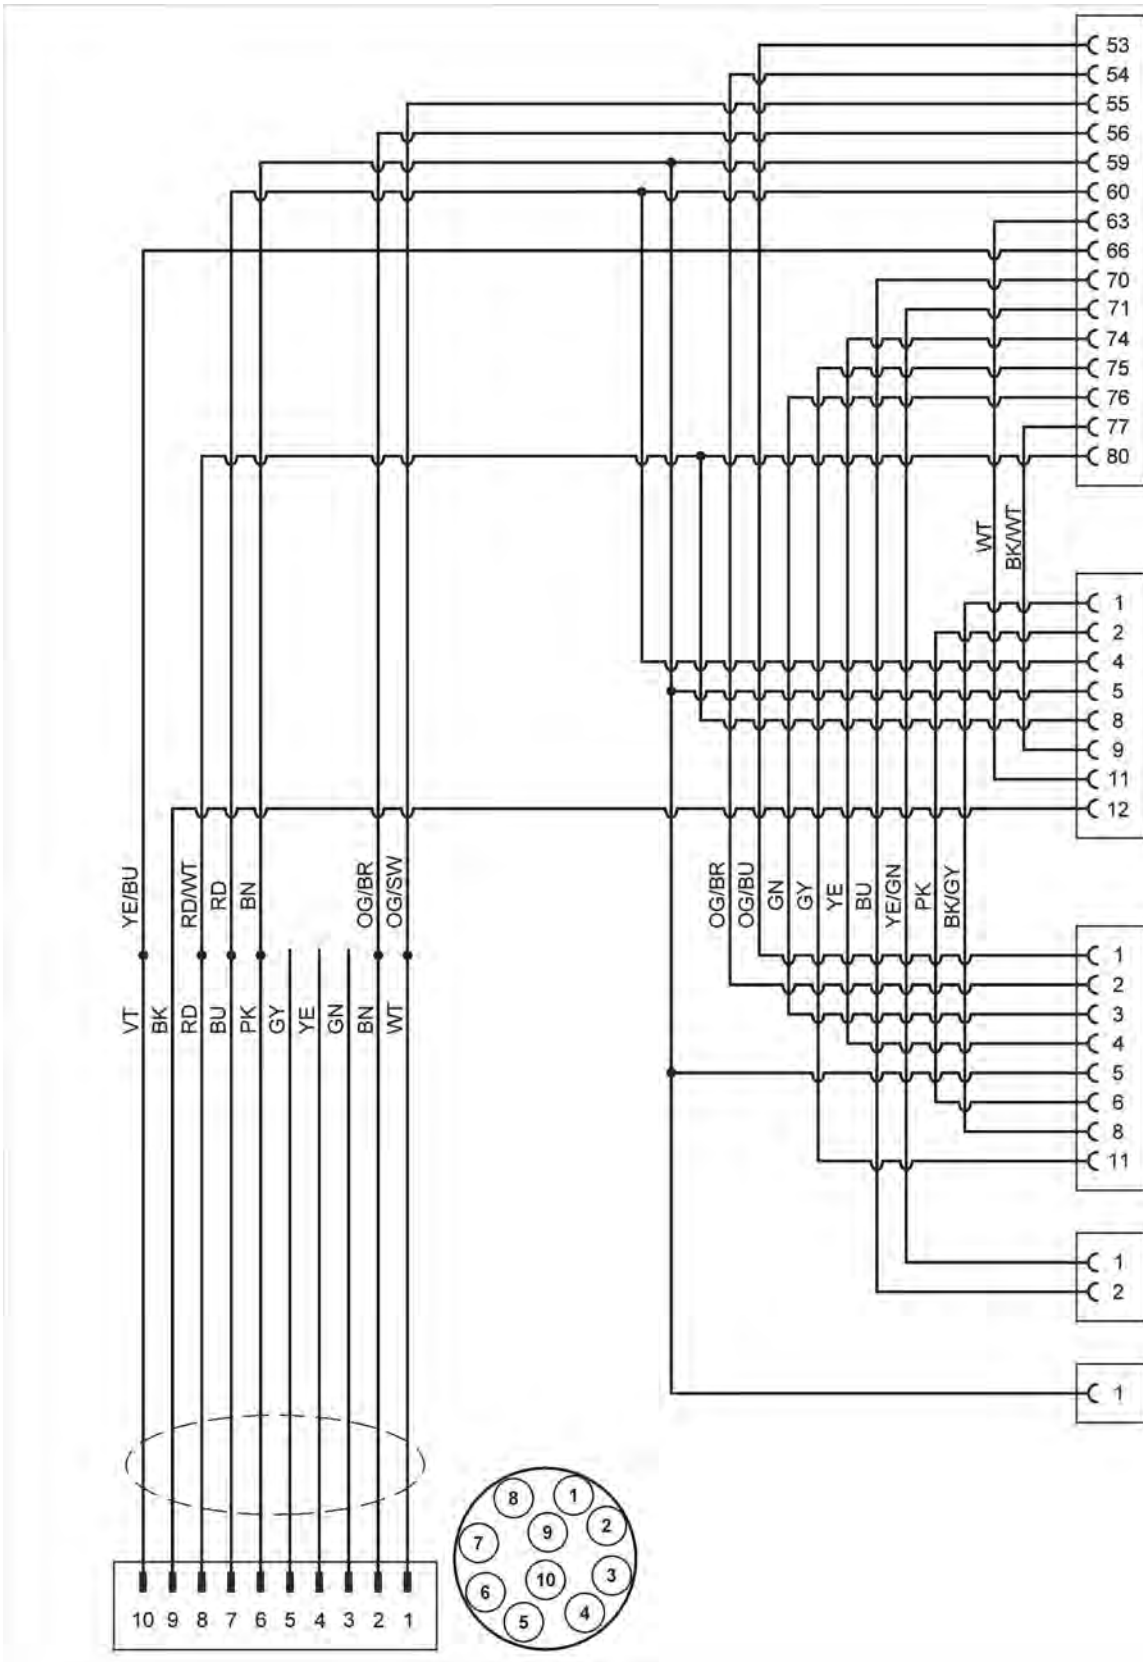 53
54
55
56
59
60
63
66
70
71
74
75
76
77
80
WT
BK/WT
1
2
4
5
8
9
11
12
YE/BU
RD/WT
RD
BN
OG/BR
OG/SW
OG/BR
OG/BU
GN
GY
YE
BU
YE/GN
PK
BK/GY
VT
BK
RD
BU
PK
GY
YE
GN
BN
WT
1
2
3
4
5
6
8
11
1
2
1
8
1
9
2
7
10
3
6
5
4
10 9 8 7 6 5 4 3 2 1